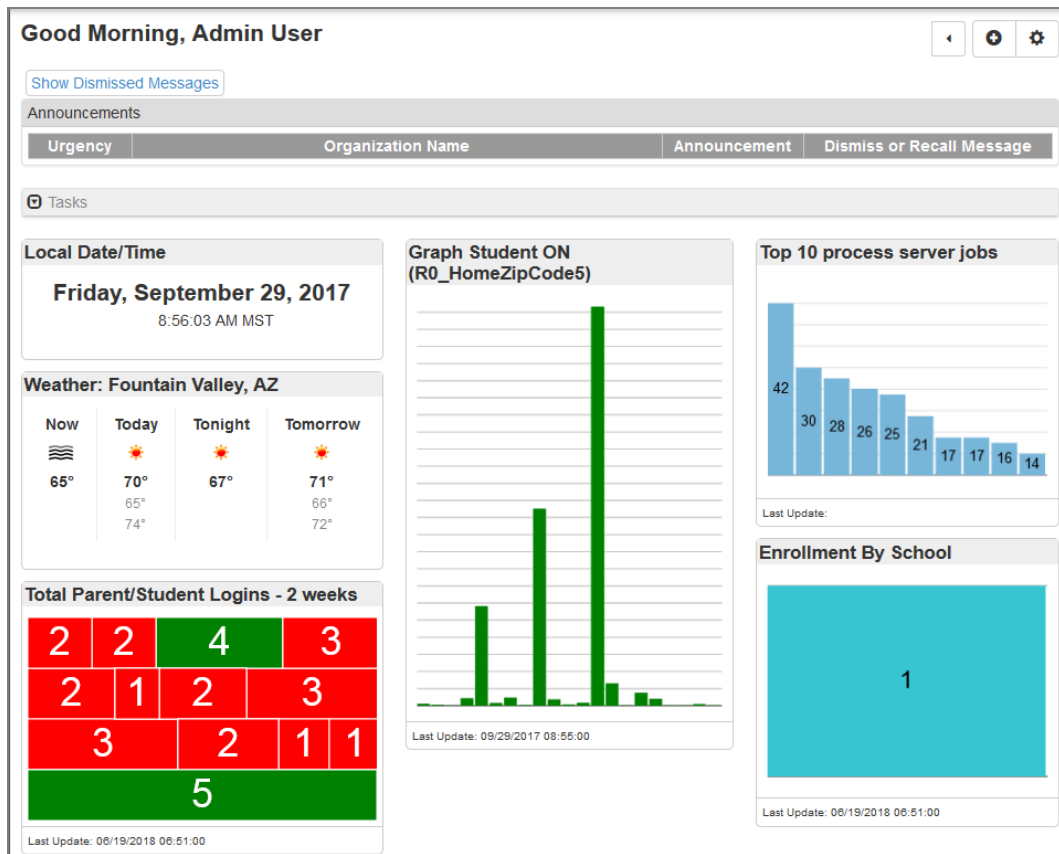 Good Morning, Admin User
Show Dismissed Messages
Announcements
Urgency Organization Name Announcement Dismiss or Recall Message
Tasks
Local Date/Time
Friday, September 29, 2017
8:56:03 AM MST
Weather: Fountain Valley, AZ
Now Today Tonight Tomorrow
65° 70° 67° 71°
65° 66°
74° 72°
Total Parent/Student Logins - 2 weeks
2 2 4 3
2 1 2 3
3 2 1 1
5
Last Update: 06/19/2018 06:51:00
Graph Student ON
(R0_HomeZipCode5)
Last Update: 09/29/2017 08:55:00
Top 10 process server jobs
42 30 28 26 25 21 17 17 16 14
Last Update:
Enrollment By School
1
Last Update: 06/19/2018 06:51:00